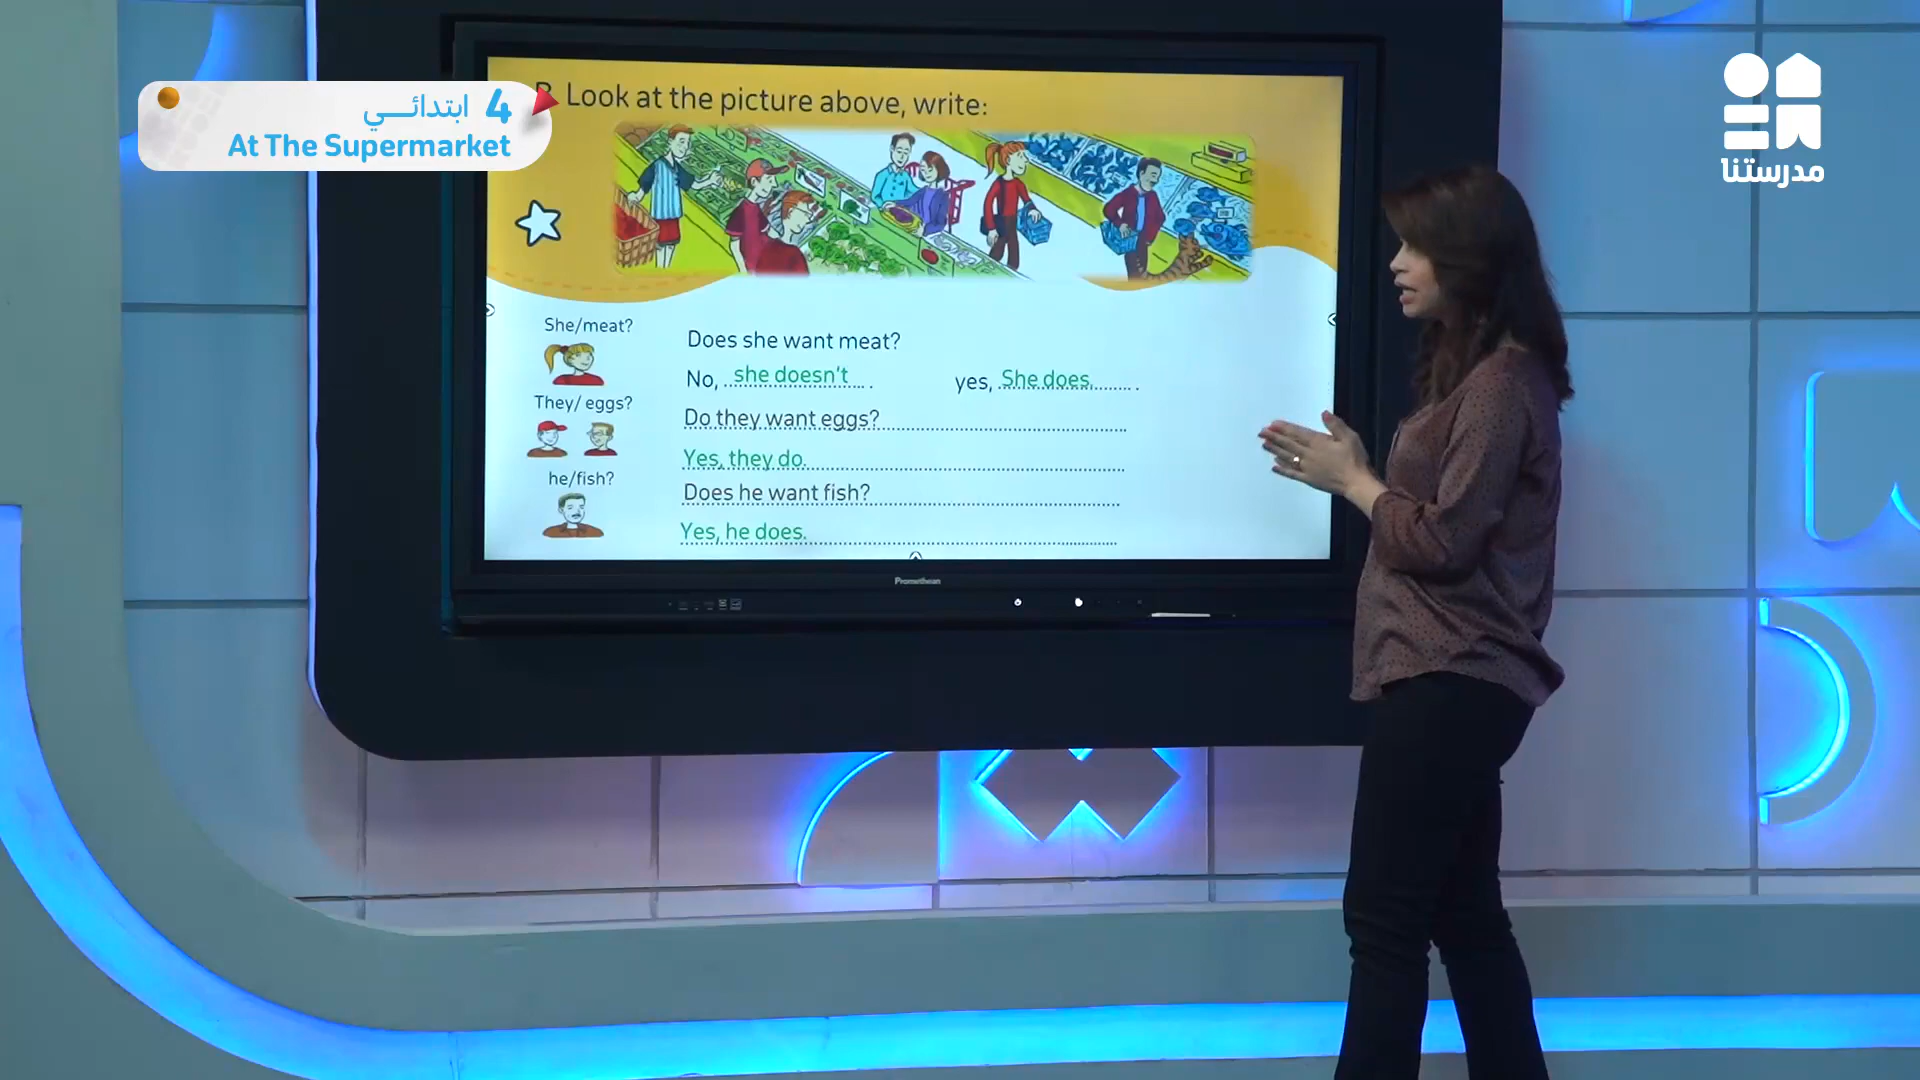 4 ابتدائـــي
At The Supermarket
مدرستنا
B. Look at the picture above, write:
She/meat?
Does she want meat?
No, she doesn't .
yes, She does .
They/ eggs?
Do they want eggs?
Yes, they do.
he/fish?
Does he want fish?
Yes, he does.
Promethean